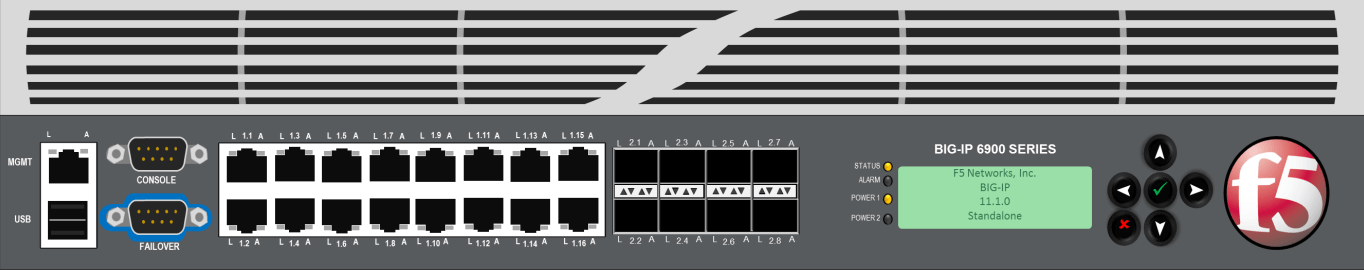 L A
MGMT
USB
CONSOLE
FAILOVER
L 1.1 A L 1.3 A L 1.5 A L 1.7 A L 1.9 A L 1.11 A L 1.13 A L 1.15 A
L 1.2 A L 1.4 A L 1.6 A L 1.8 A L 1.10 A L 1.12 A L 1.14 A L 1.16 A
L 2.1 A L 2.3 A L 2.5 A L 2.7 A
L 2.2 A L 2.4 A L 2.6 A L 2.8 A
STATUS
ALARM
POWER 1
POWER 2
BIG-IP 6900 SERIES
F5 Networks, Inc.
BIG-IP
11.1.0
Standalone
f5